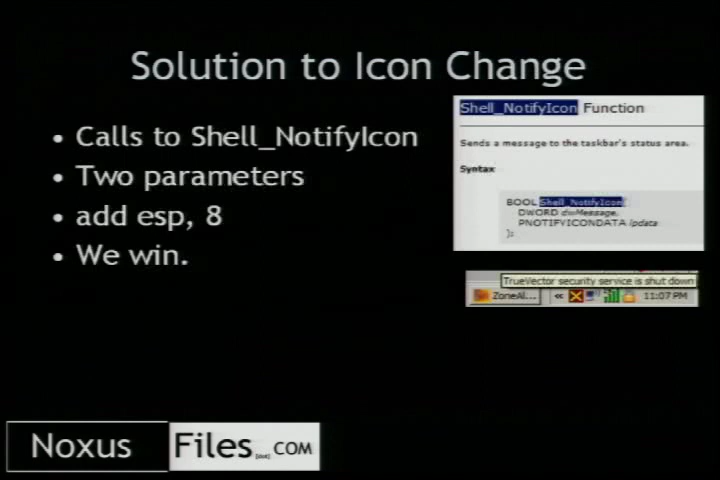 Solution to Icon Change
• Calls to Shell_NotifyIcon
• Two parameters
• add esp, 8
• We win.
Shell_NotifyIcon Function
Sends a message to the taskbar's status area.
Syntax
BOOL Shell_NotifyIcon(
DWORD dwMessage,
PNOTIFYICONDATA lpdata
);
TrueVector security service is shut down
ZoneAl...
«
11:07 PM
Noxus Files[dot].COM